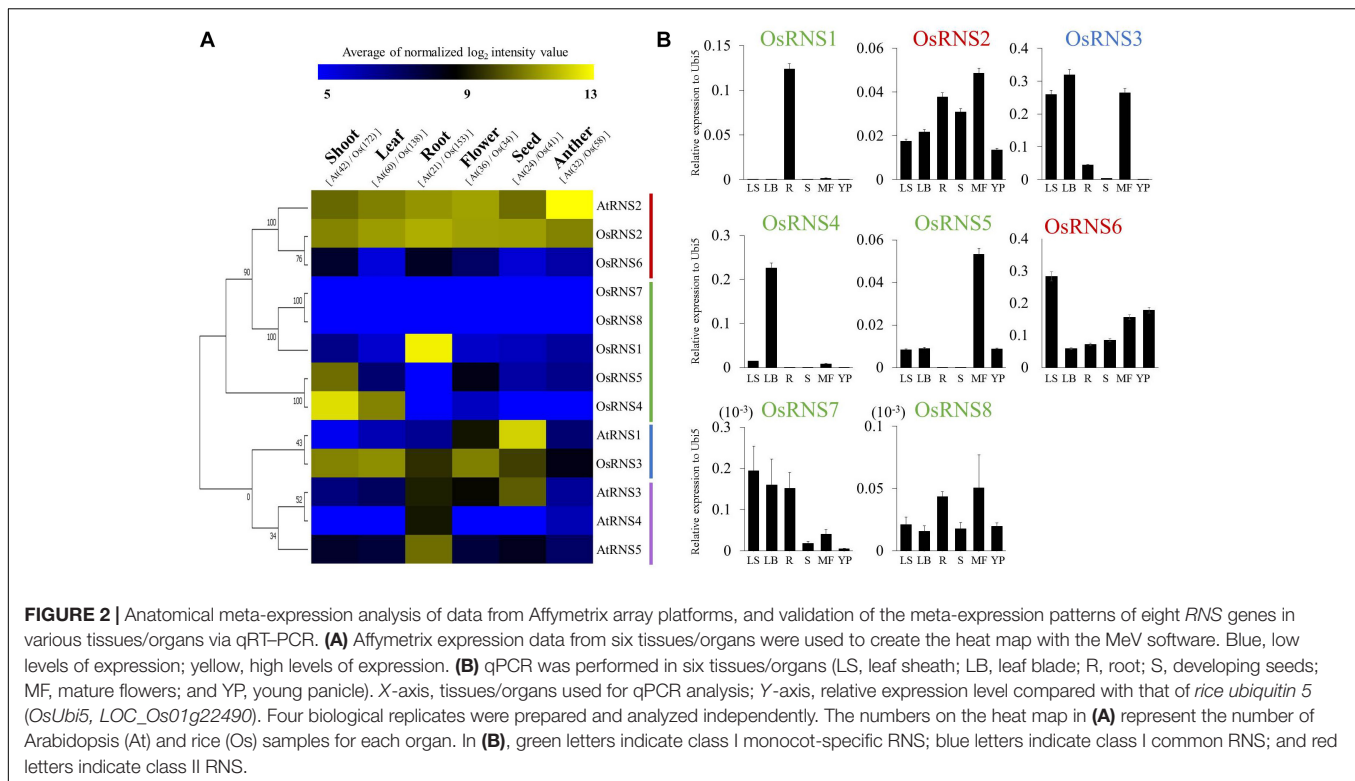 A
Average of normalized log2 intensity value
5 9 13
Shoot
[ At(42) / Os(172) ]
Leaf
[ At(60) / Os(138) ]
Root
[ At(21) / Os(153) ]
Flower
[ At(36) / Os(34) ]
Seed
[ At(24) / Os(41) ]
Anther
[ At(32) / Os(58) ]
AtRNS2
OsRNS2
OsRNS6
OsRNS7
OsRNS8
OsRNS1
OsRNS5
OsRNS4
AtRNS1
OsRNS3
AtRNS3
AtRNS4
AtRNS5
100
76
90
100
100
100
43
0
52
34
B
OsRNS1
Relative expression to Ubi5
0.15
0.10
0.05
0
LS LB R S MF YP
OsRNS2
0.06
0.04
0.02
0
LS LB R S MF YP
OsRNS3
0.4
0.3
0.2
0.1
0
LS LB R S MF YP
OsRNS4
Relative expression to Ubi5
0.3
0.2
0.1
0
LS LB R S MF YP
OsRNS5
0.06
0.04
0.02
0
LS LB R S MF YP
OsRNS6
0.4
0.3
0.2
0.1
0
LS LB R S MF YP
(10-3)
OsRNS7
Relative expression to Ubi5
0.3
0.2
0.1
0
LS LB R S MF YP
(10-3)
OsRNS8
0.1
0.05
0
LS LB R S MF YP
FIGURE 2 | Anatomical meta-expression analysis of data from Affymetrix array platforms, and validation of the meta-expression patterns of eight RNS genes in
various tissues/organs via qRT–PCR. (A) Affymetrix expression data from six tissues/organs were used to create the heat map with the MeV software. Blue, low
levels of expression; yellow, high levels of expression. (B) qPCR was performed in six tissues/organs (LS, leaf sheath; LB, leaf blade; R, root; S, developing seeds;
MF, mature flowers; and YP, young panicle). X-axis, tissues/organs used for qPCR analysis; Y-axis, relative expression level compared with that of rice ubiquitin 5
(OsUbi5, LOC_Os01g22490). Four biological replicates were prepared and analyzed independently. The numbers on the heat map in (A) represent the number of
Arabidopsis (At) and rice (Os) samples for each organ. In (B), green letters indicate class I monocot-specific RNS; blue letters indicate class I common RNS; and red
letters indicate class II RNS.